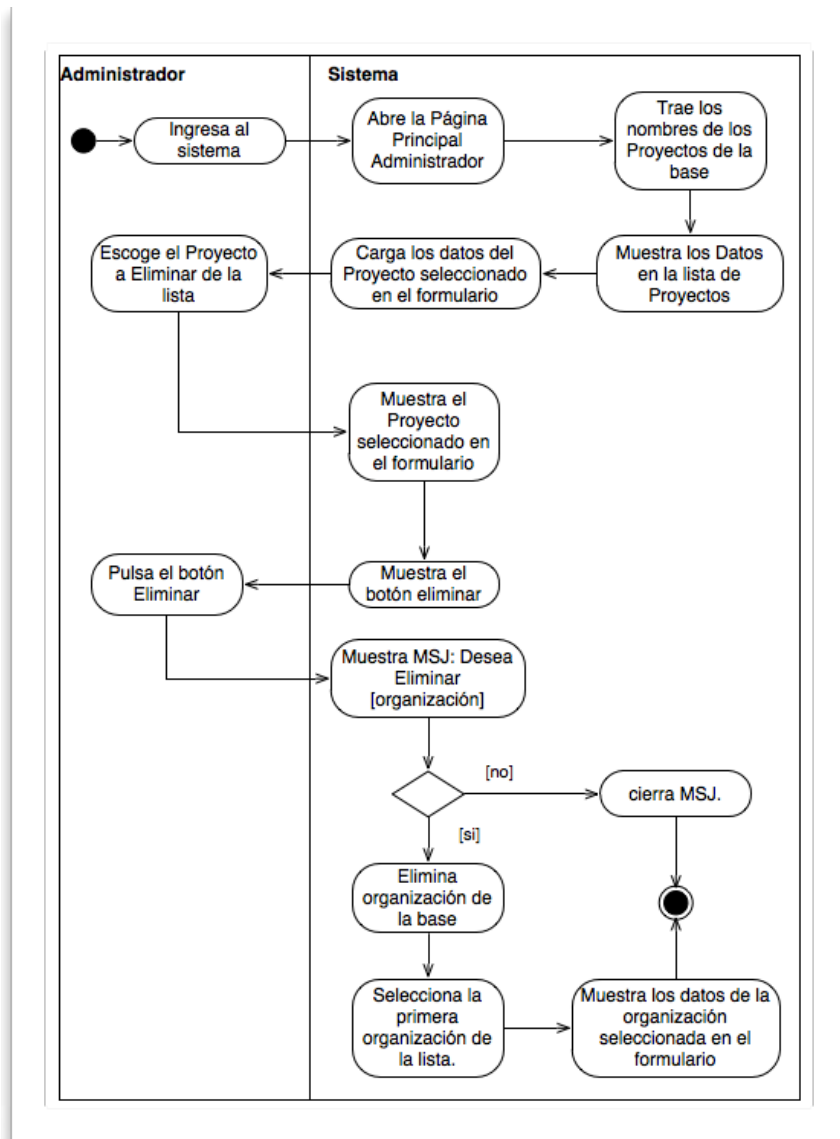 Administrador
Sistema
Ingresa al
sistema
Abre la Página
Principal
Administrador
Trae los
nombres de los
Proyectos de la
base
Escoge el Proyecto
a Eliminar de la
lista
Carga los datos del
Proyecto seleccionado
en el formulario
Muestra los Datos
en la lista de
Proyectos
Muestra el
Proyecto
seleccionado en
el formulario
Pulsa el botón
Eliminar
Muestra el
botón eliminar
Muestra MSJ: Desea
Eliminar
[organización]
[no]
cierra MSJ.
[si]
Elimina
organización de
la base
Selecciona la
primera
organización de
la lista.
Muestra los datos de la
organización
seleccionada en el
formulario